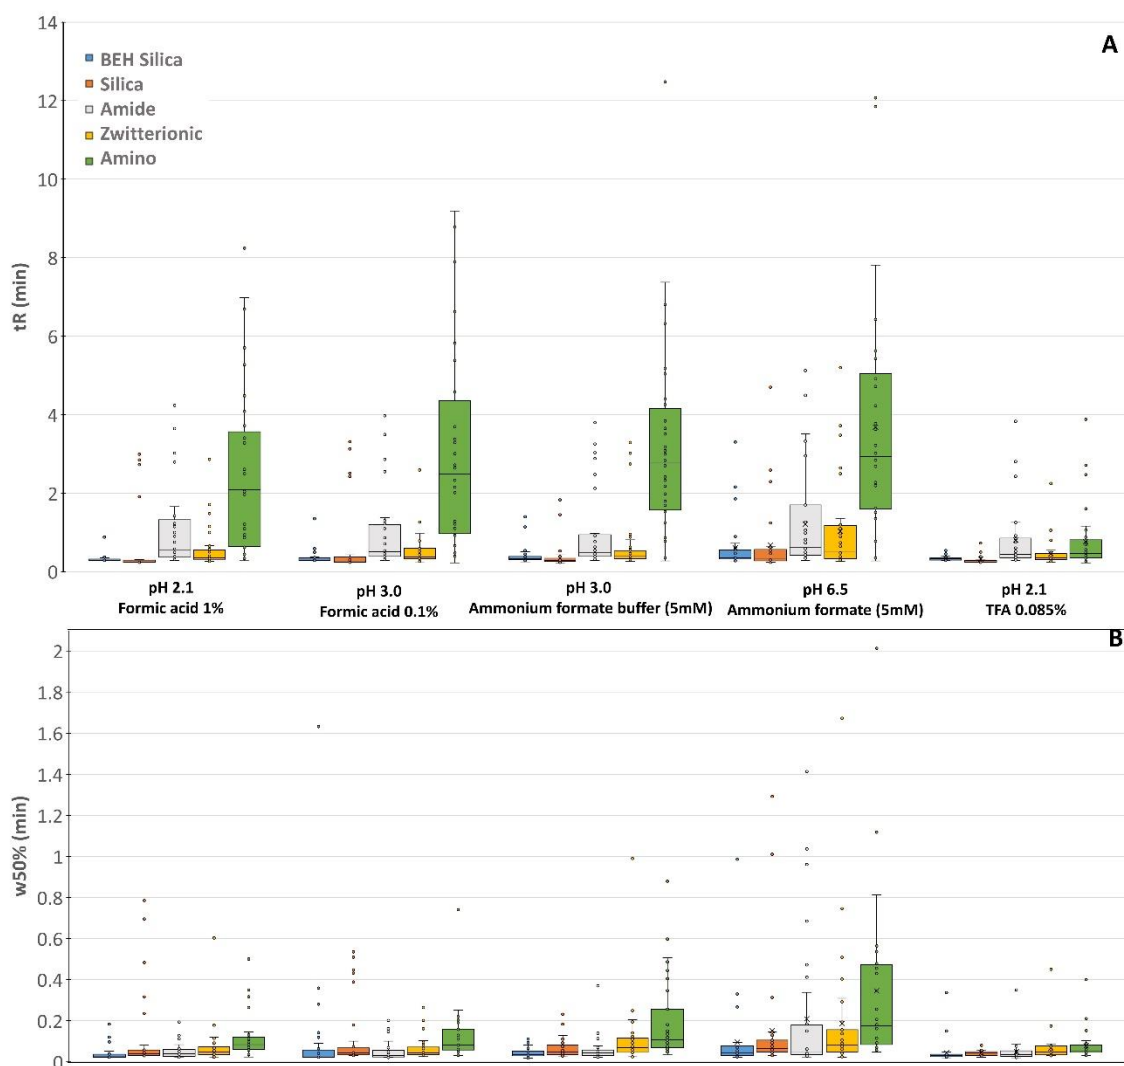 A
14
12
10
8
6
4
2
0
tR (min)
BEH Silica
Silica
Amide
Zwitterionic
Amino
pH 2.1
Formic acid 1%
pH 3.0
Formic acid 0.1%
pH 3.0
Ammonium formate buffer (5mM)
pH 6.5
Ammonium formate (5mM)
pH 2.1
TFA 0.085%
B
2
1.8
1.6
1.4
1.2
1
0.8
0.6
0.4
0.2
0
w50% (min)